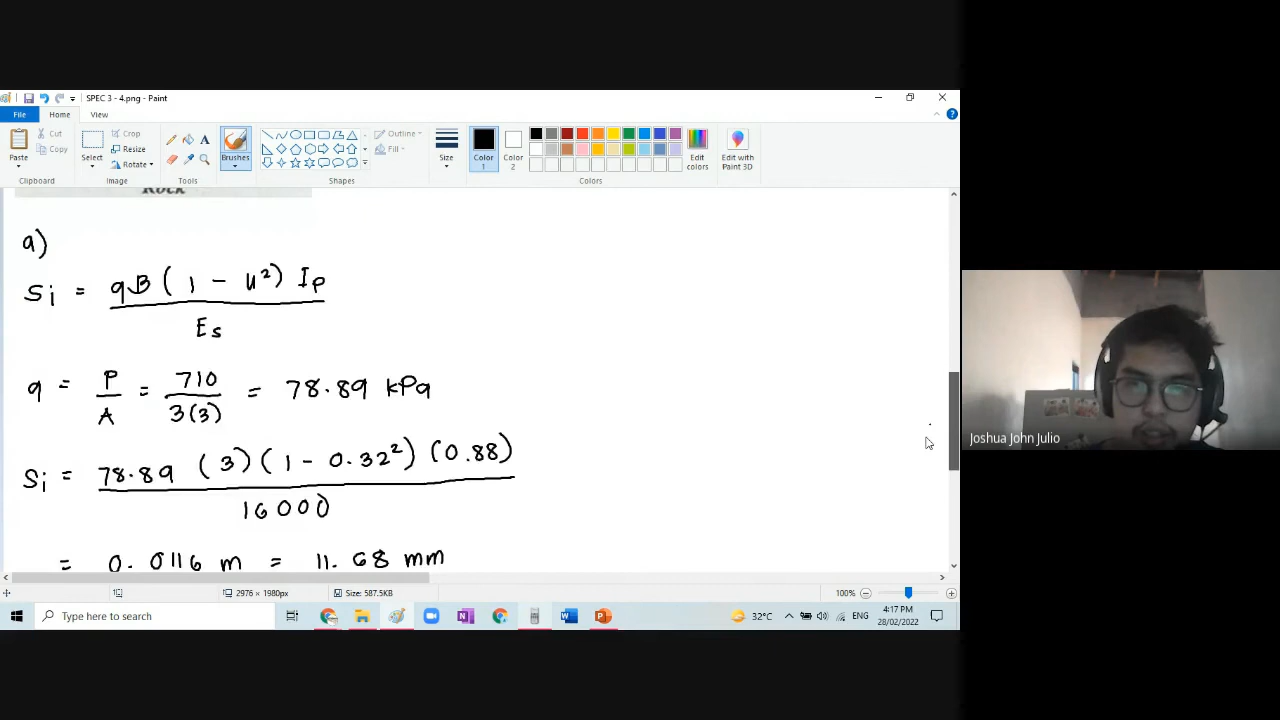 SPEC 3 - 4.png - Paint
File Home View
Paste Cut Copy
Select Crop Resize Rotate
Brushes
Outline Fill
Size
Color 1
Color 2
Edit colors
Edit with Paint 3D
Clipboard Image Tools Shapes Colors
Rock
a)
Si = qB ( 1 - u²) Ip
Es
q = P = 710 = 78.89 kPa
A 3(3)
Si = 78.89 (3)(1 - 0.32²)(0.88)
16000
= 0.0116 m = 11.68 mm
Joshua John Julio
2976 × 1980px Size: 587.5KB 100%
Type here to search
32°C ENG
4:17 PM
28/02/2022